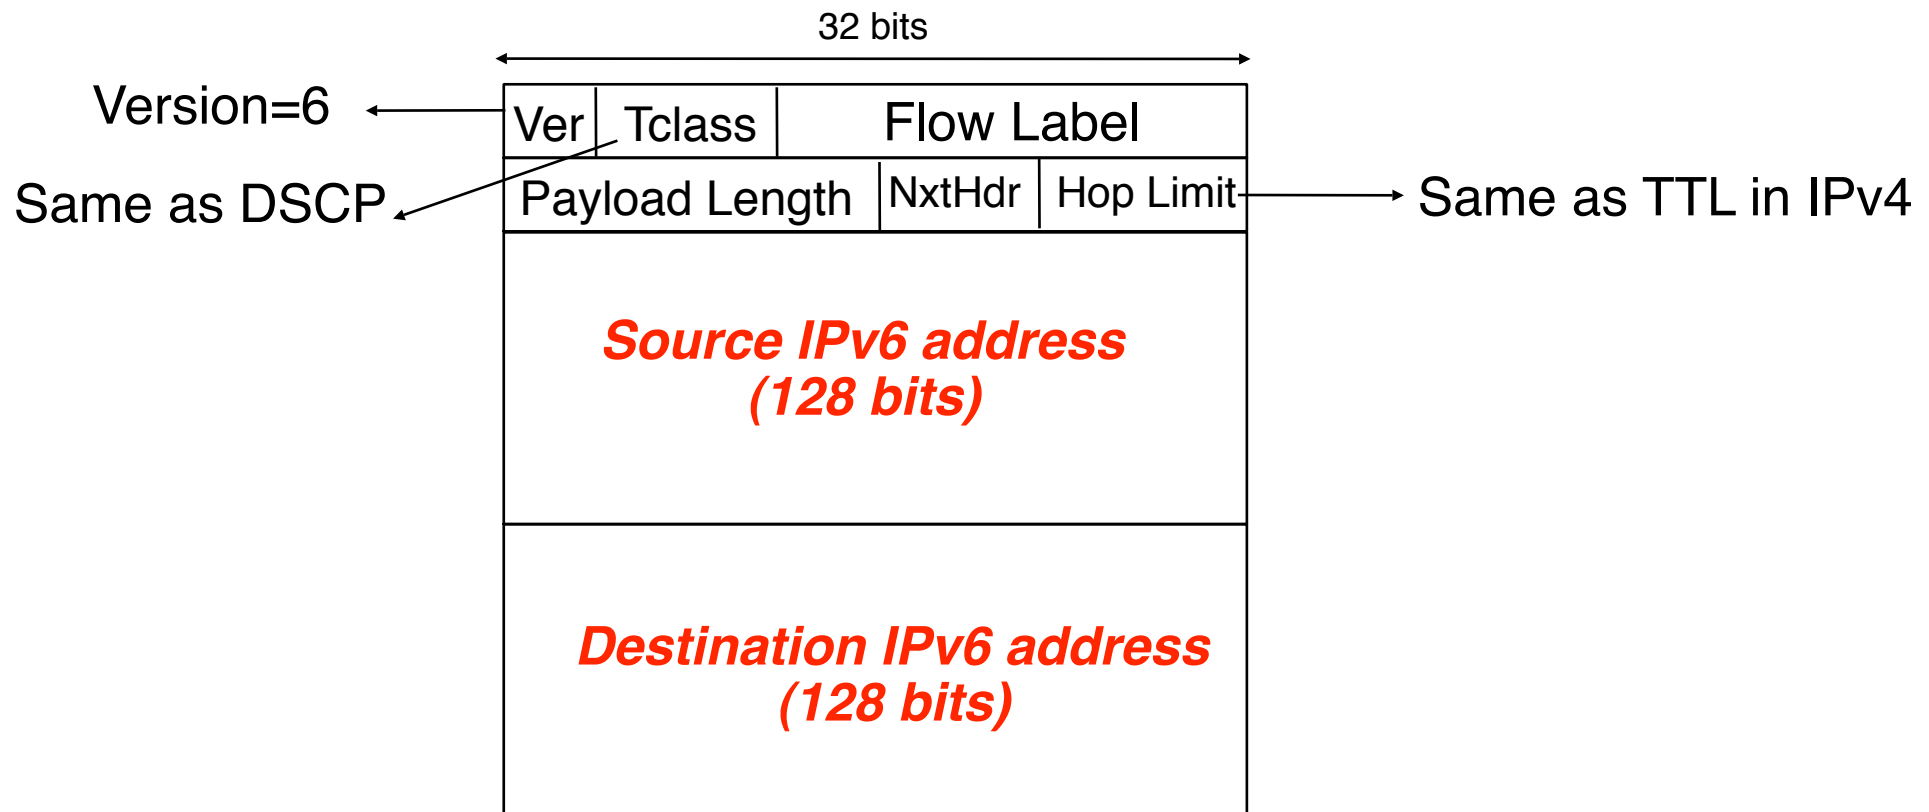 32 bits
Version=6
Ver Tclass Flow Label
Same as DSCP
Payload Length NxtHdr Hop Limit
Same as TTL in IPv4
Source IPv6 address
(128 bits)
Destination IPv6 address
(128 bits)